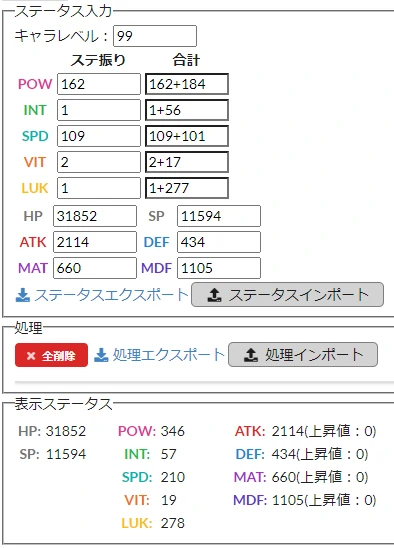 ステータス入力
キャラレベル : 99
ステ振り 合計
POW 162 162+184
INT 1 1+56
SPD 109 109+101
VIT 2 2+17
LUK 1 1+277
HP 31852 SP 11594
ATK 2114 DEF 434
MAT 660 MDF 1105
ステータスエクスポート ステータスインポート
処理
全削除 処理エクスポート 処理インポート
表示ステータス
HP: 31852 POW: 346 ATK: 2114(上昇値 : 0)
SP: 11594 INT: 57 DEF: 434(上昇値 : 0)
SPD: 210 MAT: 660(上昇値 : 0)
VIT: 19 MDF: 1105(上昇値 : 0)
LUK: 278